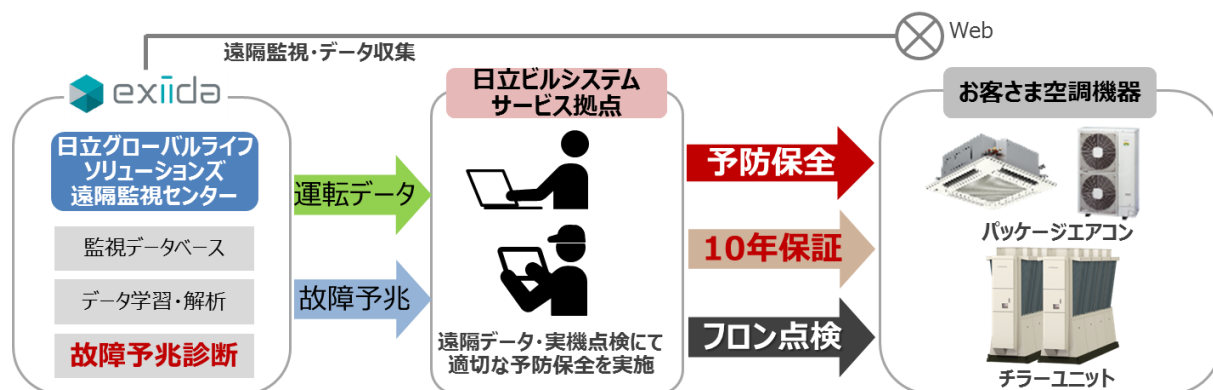 遠隔監視・データ収集
Web
exiida
日立グローバルライフ
ソリューションズ
遠隔監視センター
監視データベース
データ学習・解析
故障予兆診断
運転データ
故障予兆
日立ビルシステム
サービス拠点
遠隔データ・実機点検にて
適切な予防保全を実施
予防保全
10年保証
フロン点検
お客さま空調機器
パッケージエアコン
チラーユニット